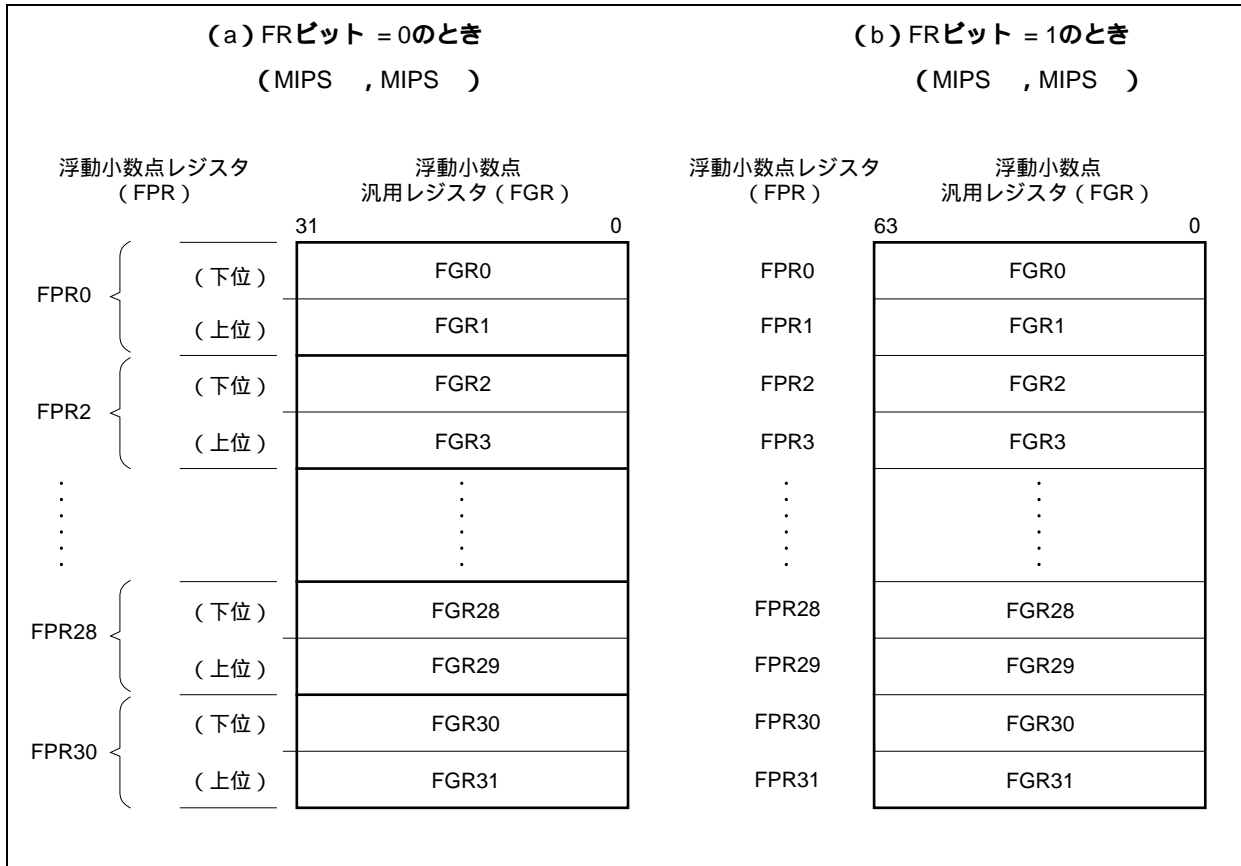 (a) FRビット = 0のとき
(MIPS , MIPS )
浮動小数点レジスタ
(FPR)
浮動小数点
汎用レジスタ(FGR)
31 0
FPR0
(下位) FGR0
(上位) FGR1
FPR2
(下位) FGR2
(上位) FGR3
FPR28
(下位) FGR28
(上位) FGR29
FPR30
(下位) FGR30
(上位) FGR31
(b) FRビット = 1のとき
(MIPS , MIPS )
浮動小数点レジスタ
(FPR)
浮動小数点
汎用レジスタ(FGR)
63 0
FPR0 FGR0
FPR1 FGR1
FPR2 FGR2
FPR3 FGR3
FPR28 FGR28
FPR29 FGR29
FPR30 FGR30
FPR31 FGR31